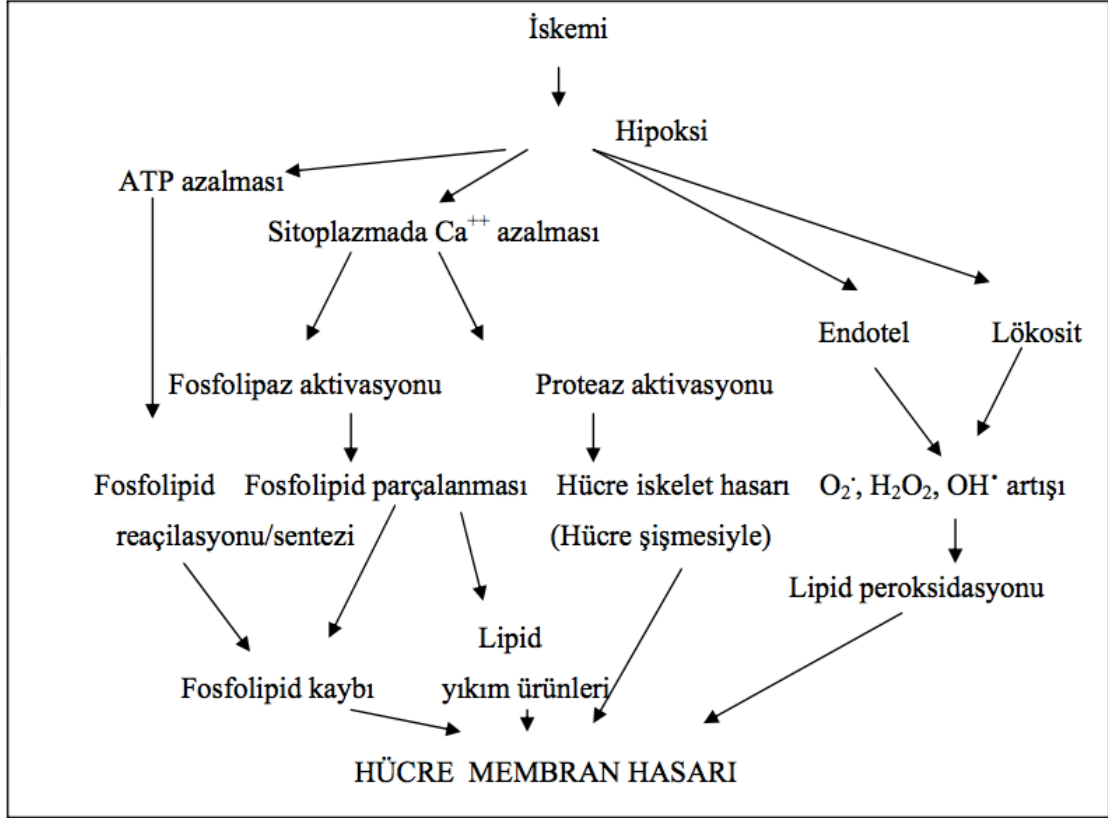 İskemi
Hipoksi
ATP azalması
Sitoplazmada Ca⁺⁺ azalması
Endotel Lökosit
Fosfolipaz aktivasyonu Proteaz aktivasyonu
Fosfolipid Fosfolipid parçalanması Hücre iskelet hasarı O₂·, H₂O₂, OH• artışı
reaçilasyonu/sentezi (Hücre şişmesiyle)
Lipid peroksidasyonu
Lipid
Fosfolipid kaybı yıkım ürünleri
HÜCRE MEMBRAN HASARI